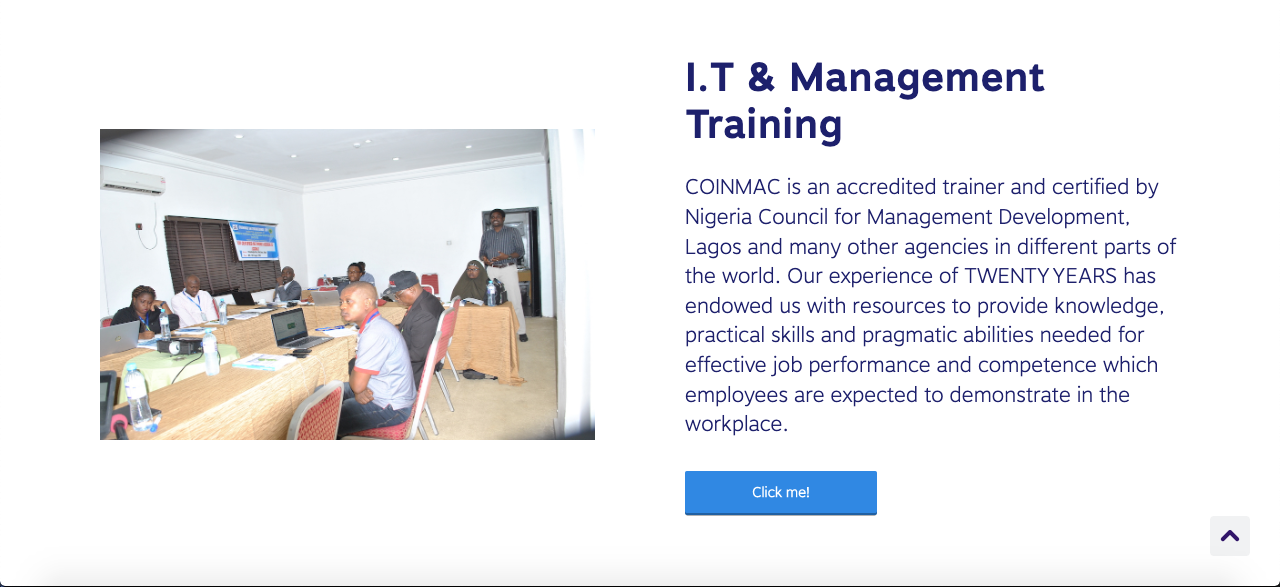 I.T & Management
Training
COINMAC is an accredited trainer and certified by
Nigeria Council for Management Development,
Lagos and many other agencies in different parts of
the world. Our experience of TWENTY YEARS has
endowed us with resources to provide knowledge,
practical skills and pragmatic abilities needed for
effective job performance and competence which
employees are expected to demonstrate in the
workplace.
Click me!